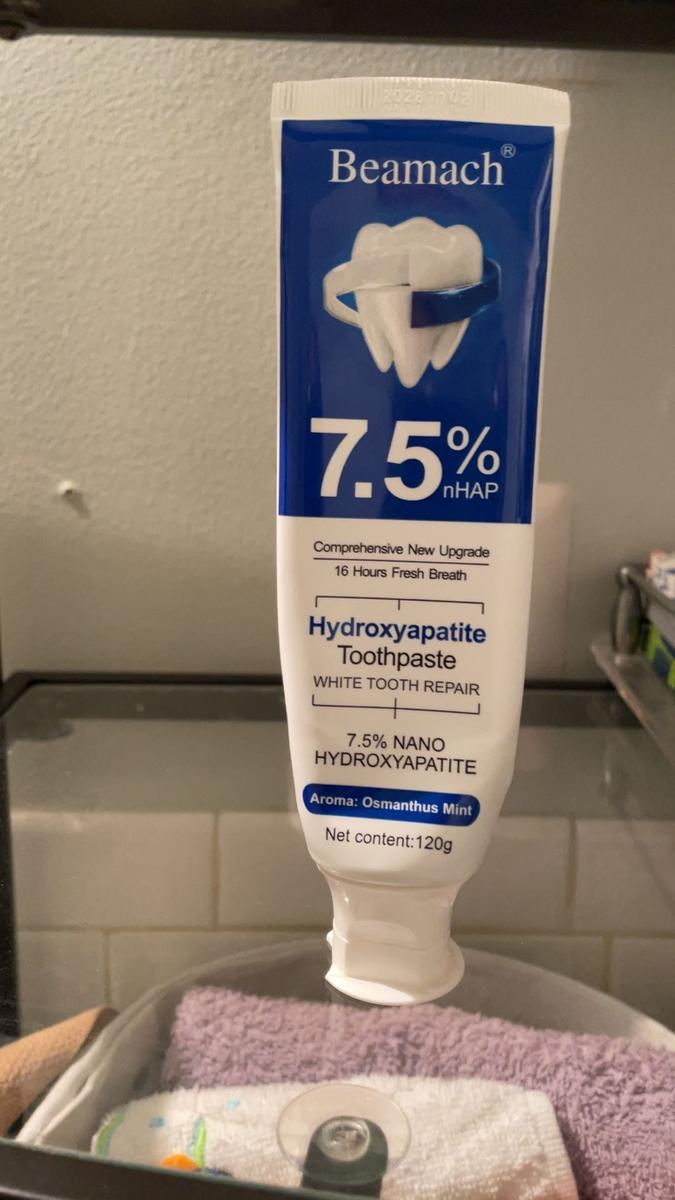 Beamach®
7.5%
nHAP
Comprehensive New Upgrade
16 Hours Fresh Breath
Hydroxyapatite
Toothpaste
WHITE TOOTH REPAIR
7.5% NANO
HYDROXYAPATITE
Aroma: Osmanthus Mint
Net content:120g